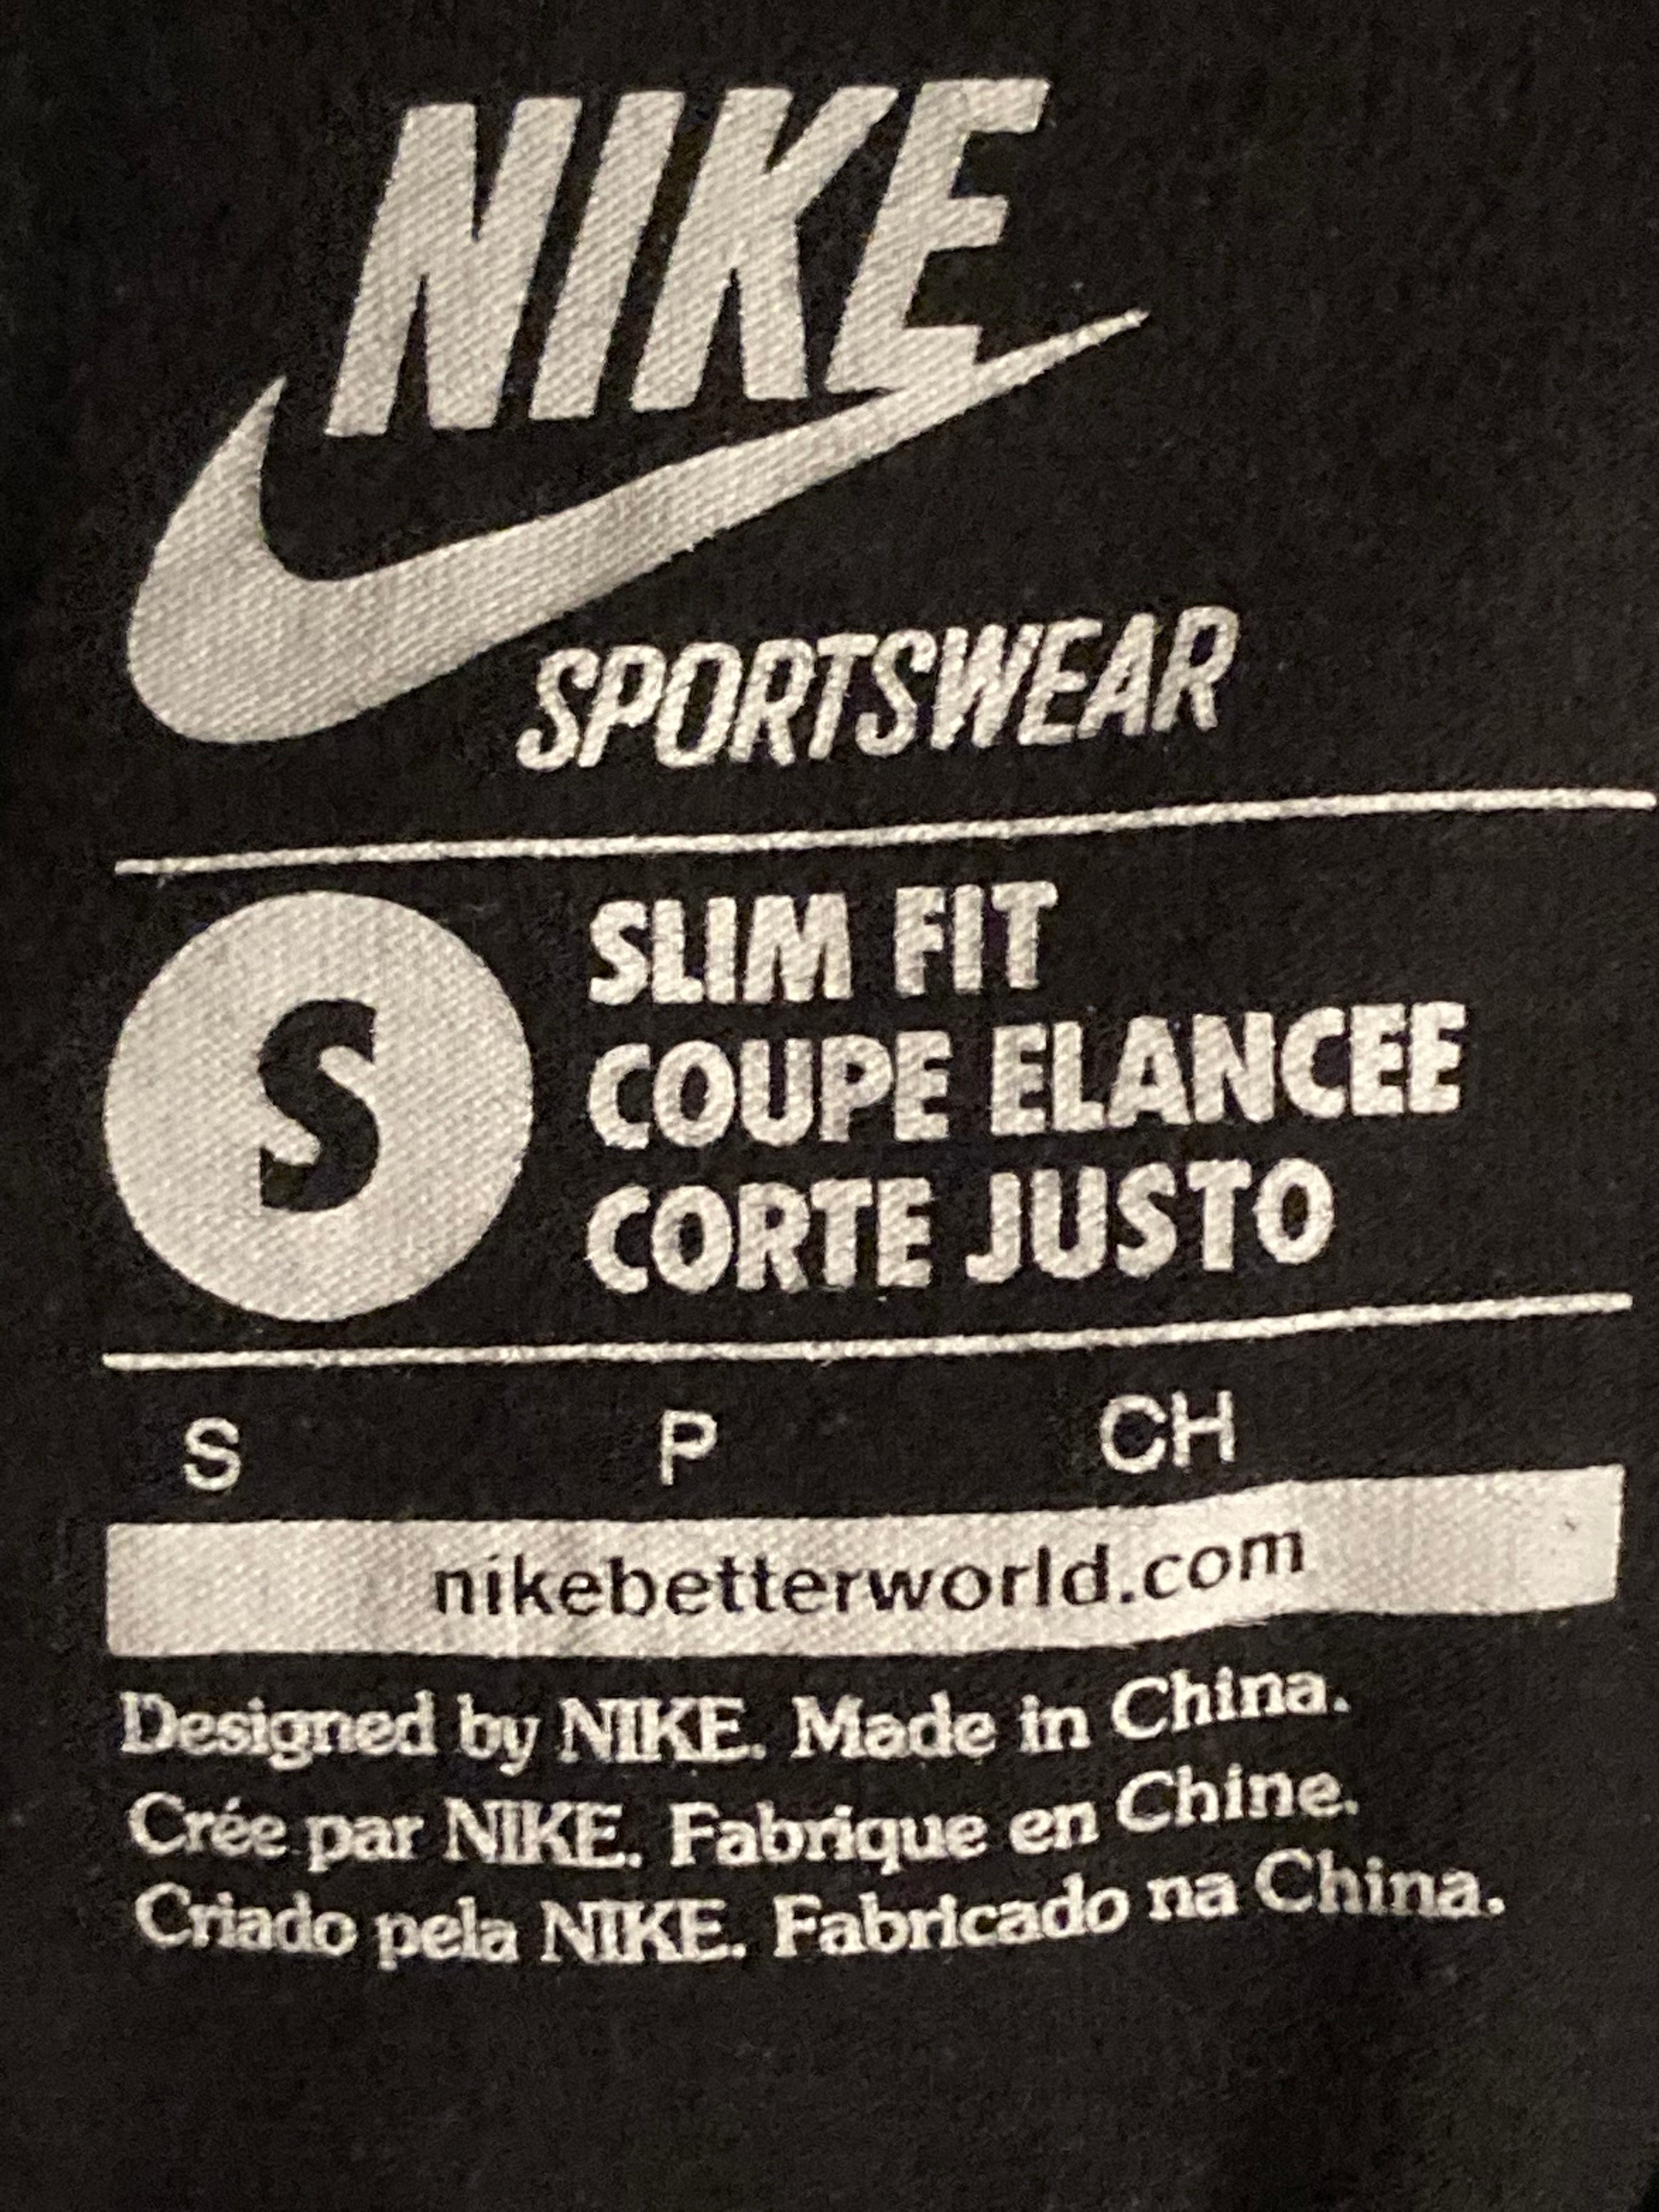 NIKE
SPORTSWEAR
S
SLIM FIT
COUPE ELANCEE
CORTE JUSTO
S P CH
nikebetterworld.com
Designed by NIKE. Made in China.
Crée par NIKE. Fabrique en Chine.
Criado pela NIKE. Fabricado na China.